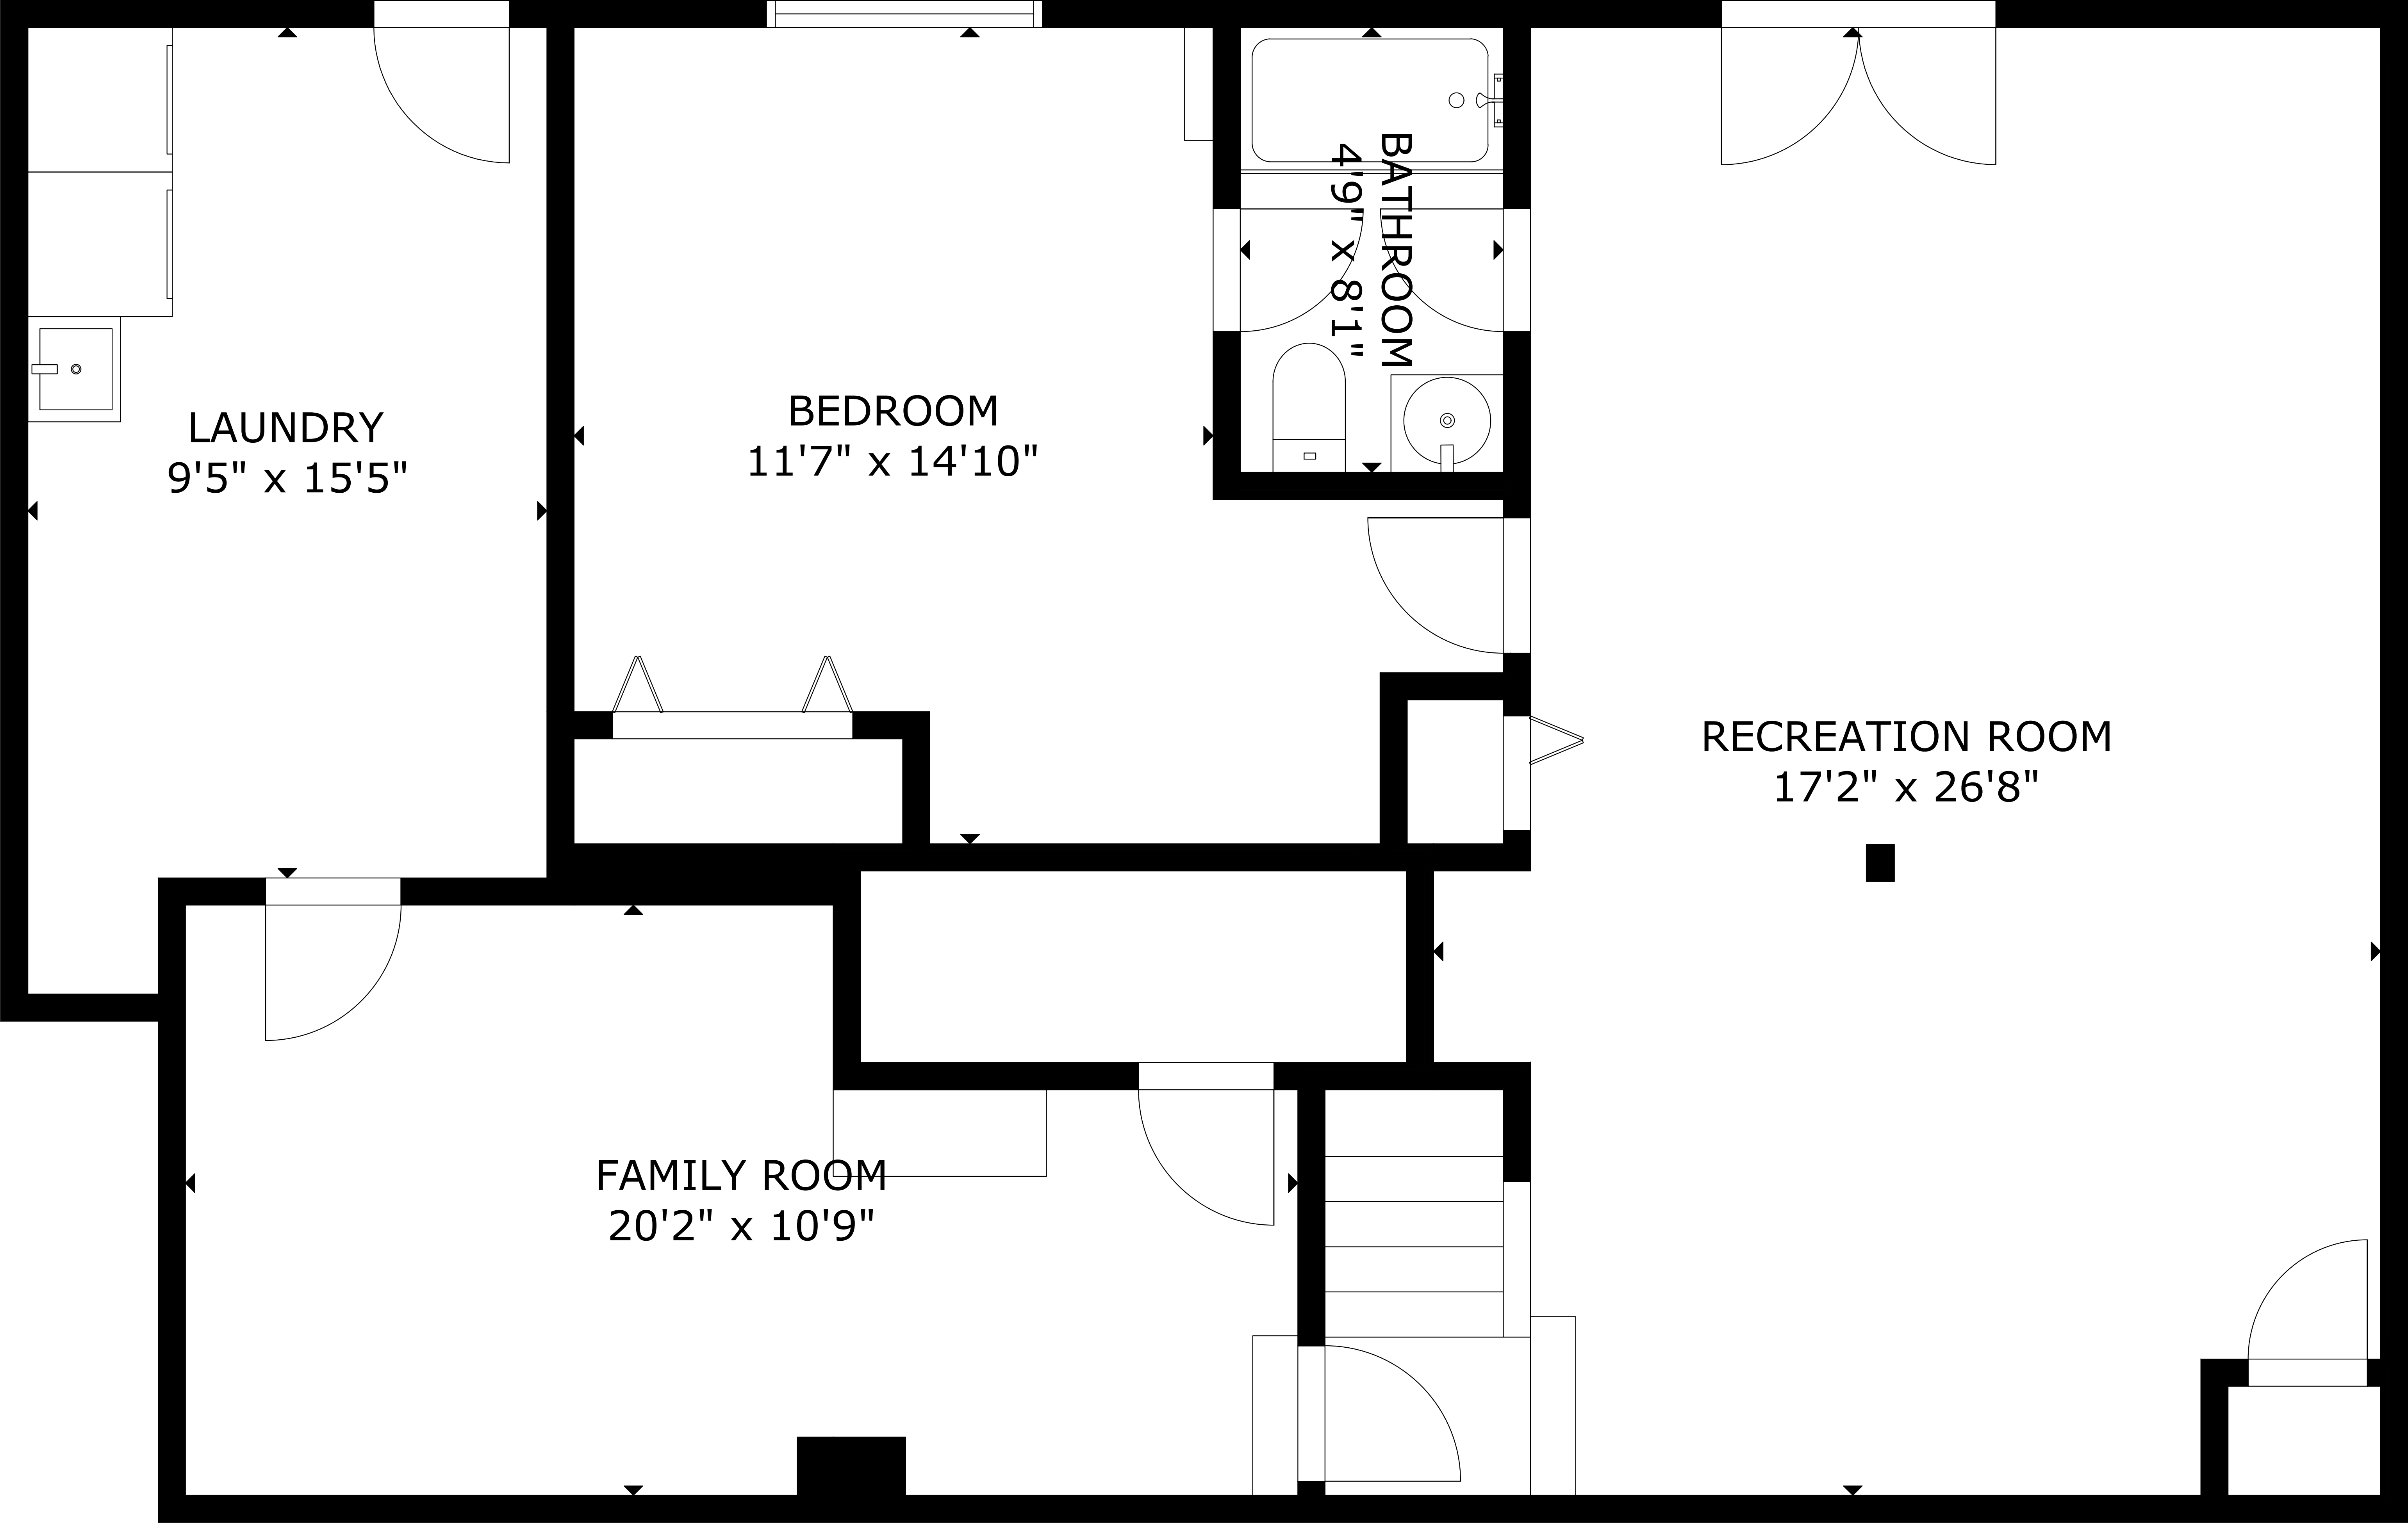 LAUNDRY
9'5" x 15'5"
BEDROOM
11'7" x 14'10"
BATHROOM
4'9" x 8'1"
RECREATION ROOM
17'2" x 26'8"
FAMILY ROOM
20'2" x 10'9"